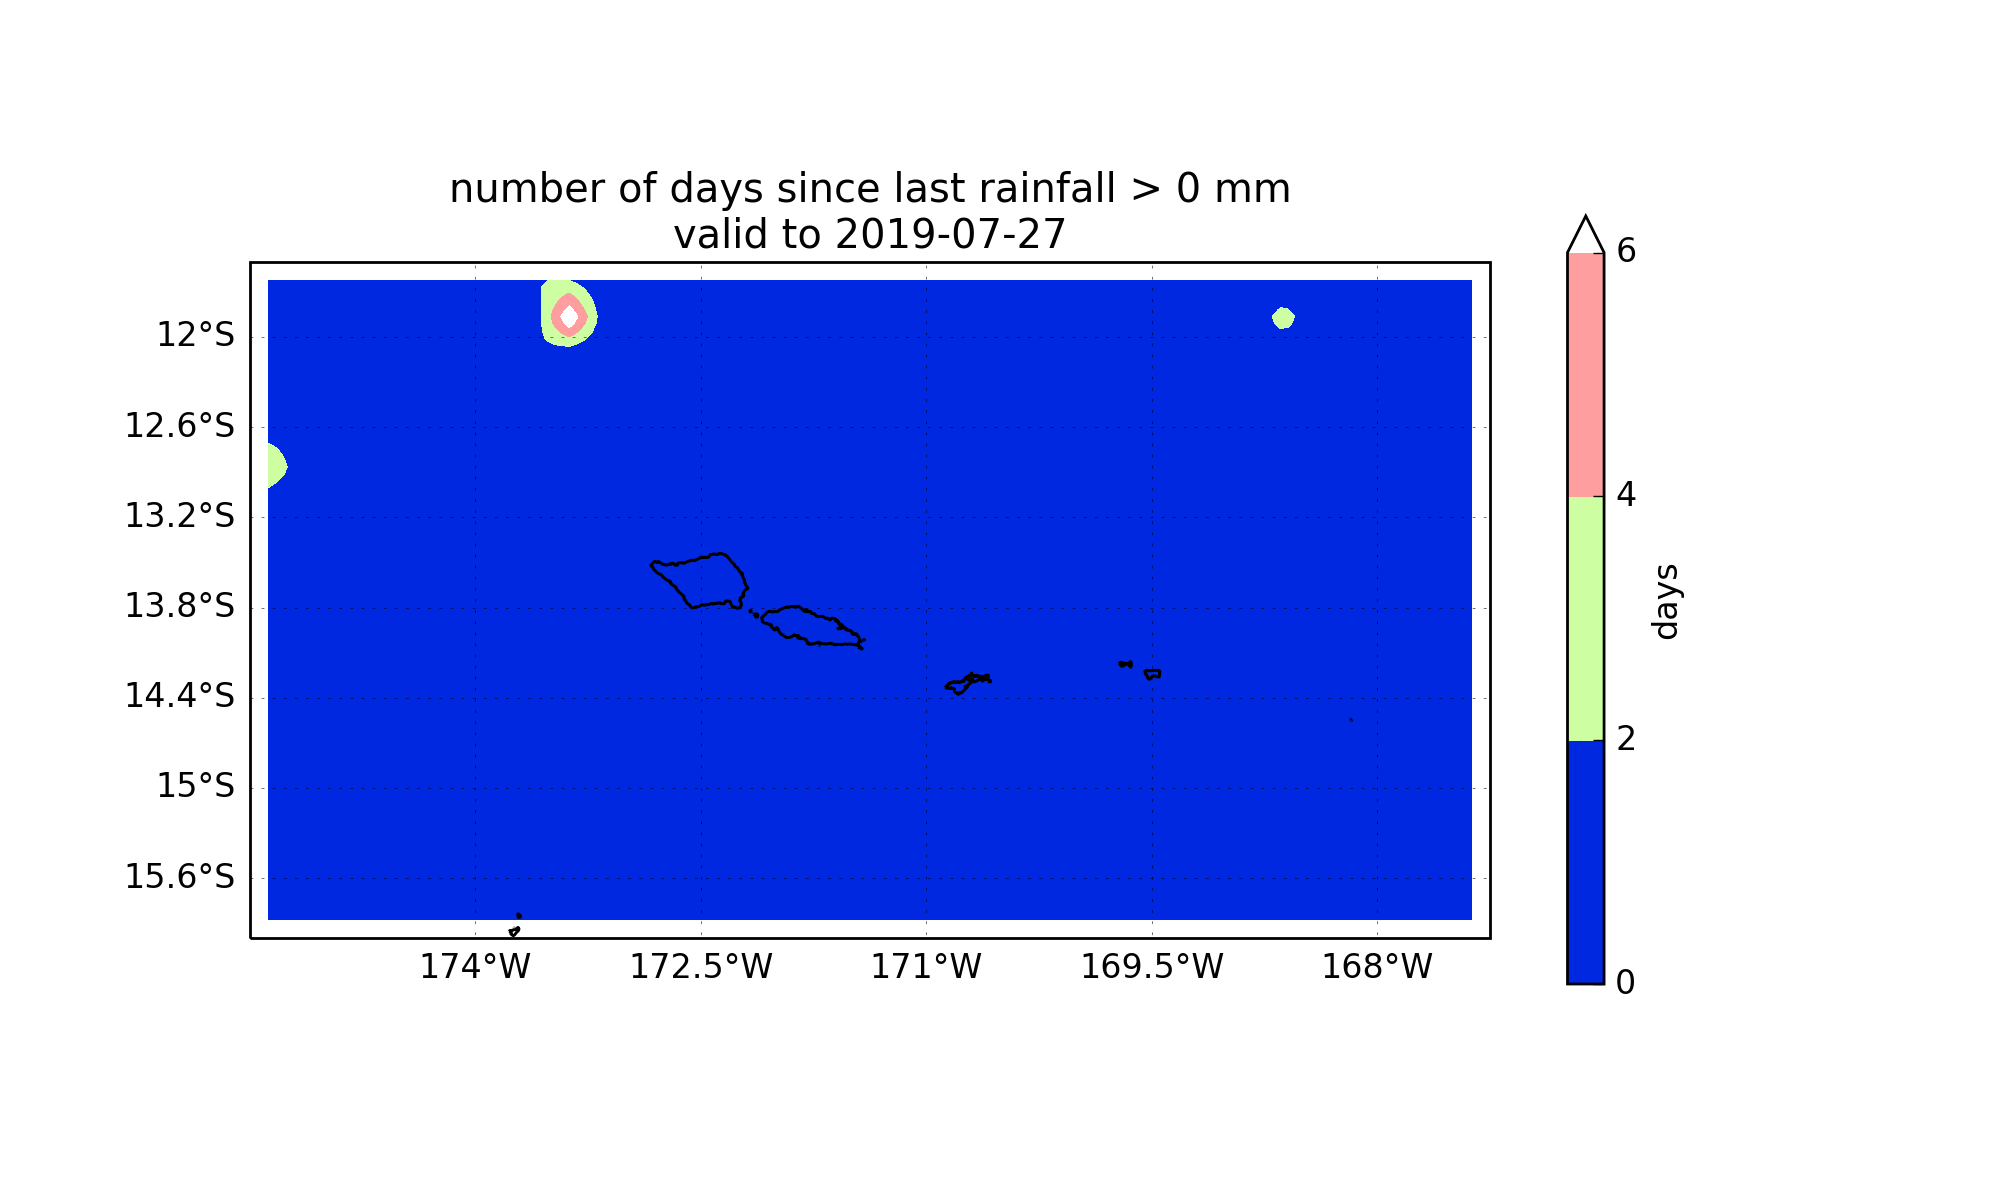 number of days since last rainfall > 0 mm
valid to 2019-07-27
12°S
12.6°S
13.2°S
13.8°S
14.4°S
15°S
15.6°S
174°W
172.5°W
171°W
169.5°W
168°W
6
4
2
0
days